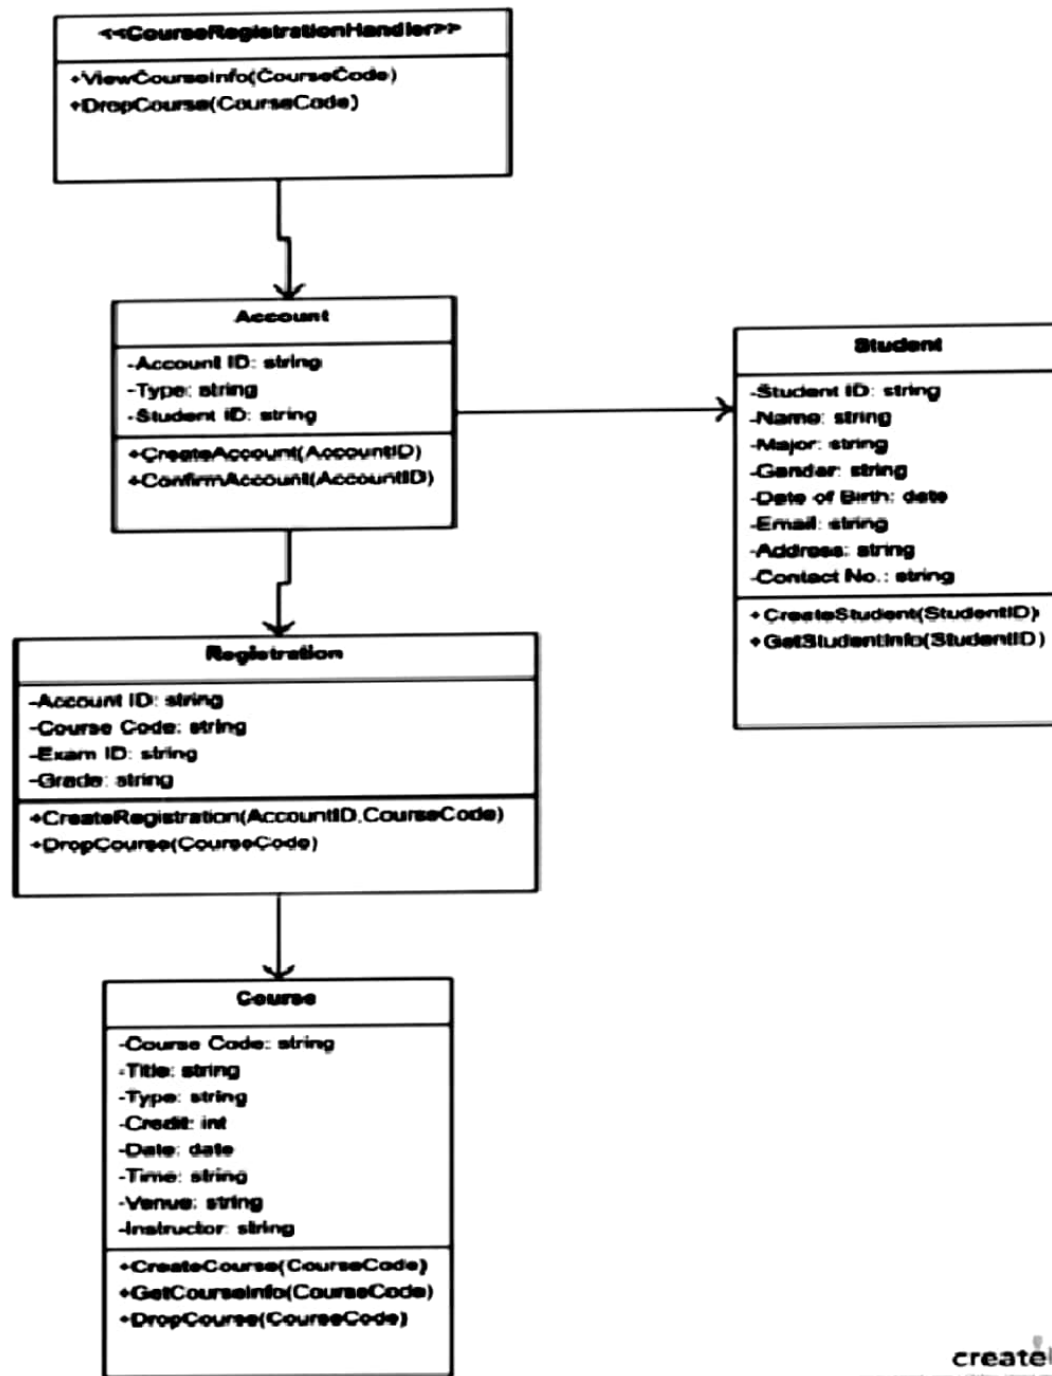 <<CourseRegistrationHandler>>
+ViewCourseInfo(CourseCode)
+DropCourse(CourseCode)
Account
-Account ID: string
-Type: string
-Student ID: string
+CreateAccount(AccountID)
+ConfirmAccount(AccountID)
Student
-Student ID: string
-Name: string
-Major: string
-Gender: string
-Date of Birth: date
-Email: string
-Address: string
-Contact No.: string
+CreateStudent(StudentID)
+GetStudentInfo(StudentID)
Registration
-Account ID: string
-Course Code: string
-Exam ID: string
-Grade: string
+CreateRegistration(AccountID,CourseCode)
+DropCourse(CourseCode)
Course
-Course Code: string
-Title: string
-Type: string
-Credit: int
-Date: date
-Time: string
-Venue: string
-Instructor: string
+CreateCourse(CourseCode)
+GetCourseInfo(CourseCode)
+DropCourse(CourseCode)
create